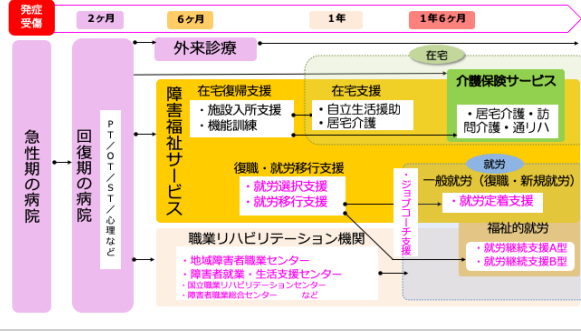 発症
受傷
2ヶ月
6ヶ月
1年
1年6ヶ月
外来診療
在宅
急性期の病院
回復期の病院
PT/OT/ST/心理など
障害福祉サービス
在宅復帰支援
・施設入所支援
・機能訓練
在宅支援
・自立生活援助
・居宅介護
介護保険サービス
・居宅介護・訪
問介護・通リハ
復職・就労移行支援
・就労選択支援
・就労移行支援
・ジョブコーチ支援
就労
一般就労（復職・新規就労）
・就労定着支援
福祉的就労
・就労継続支援A型
・就労継続支援B型
職業リハビリテーション機関
・地域障害者職業センター
・障害者就業・生活支援センター
・国立職業リハビリテーションセンター
・障害者職業総合センター　など